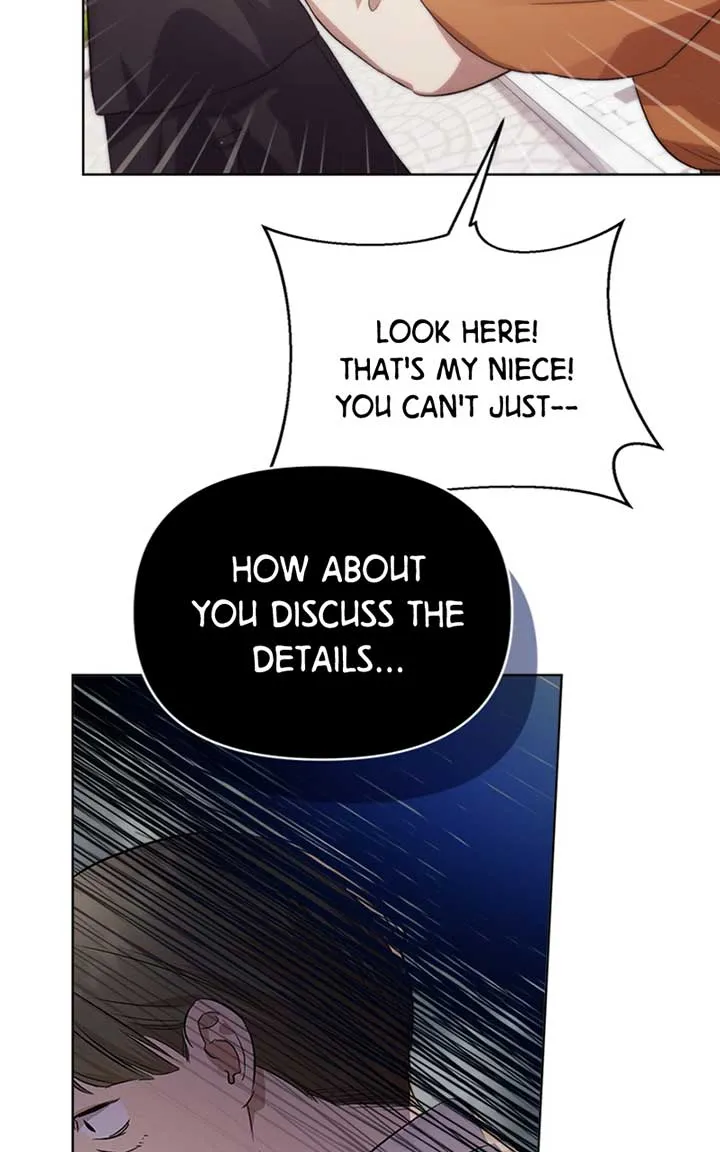 LOOK HERE!
THAT'S MY NIECE!
YOU CAN'T JUST--
HOW ABOUT
YOU DISCUSS THE
DETAILS...